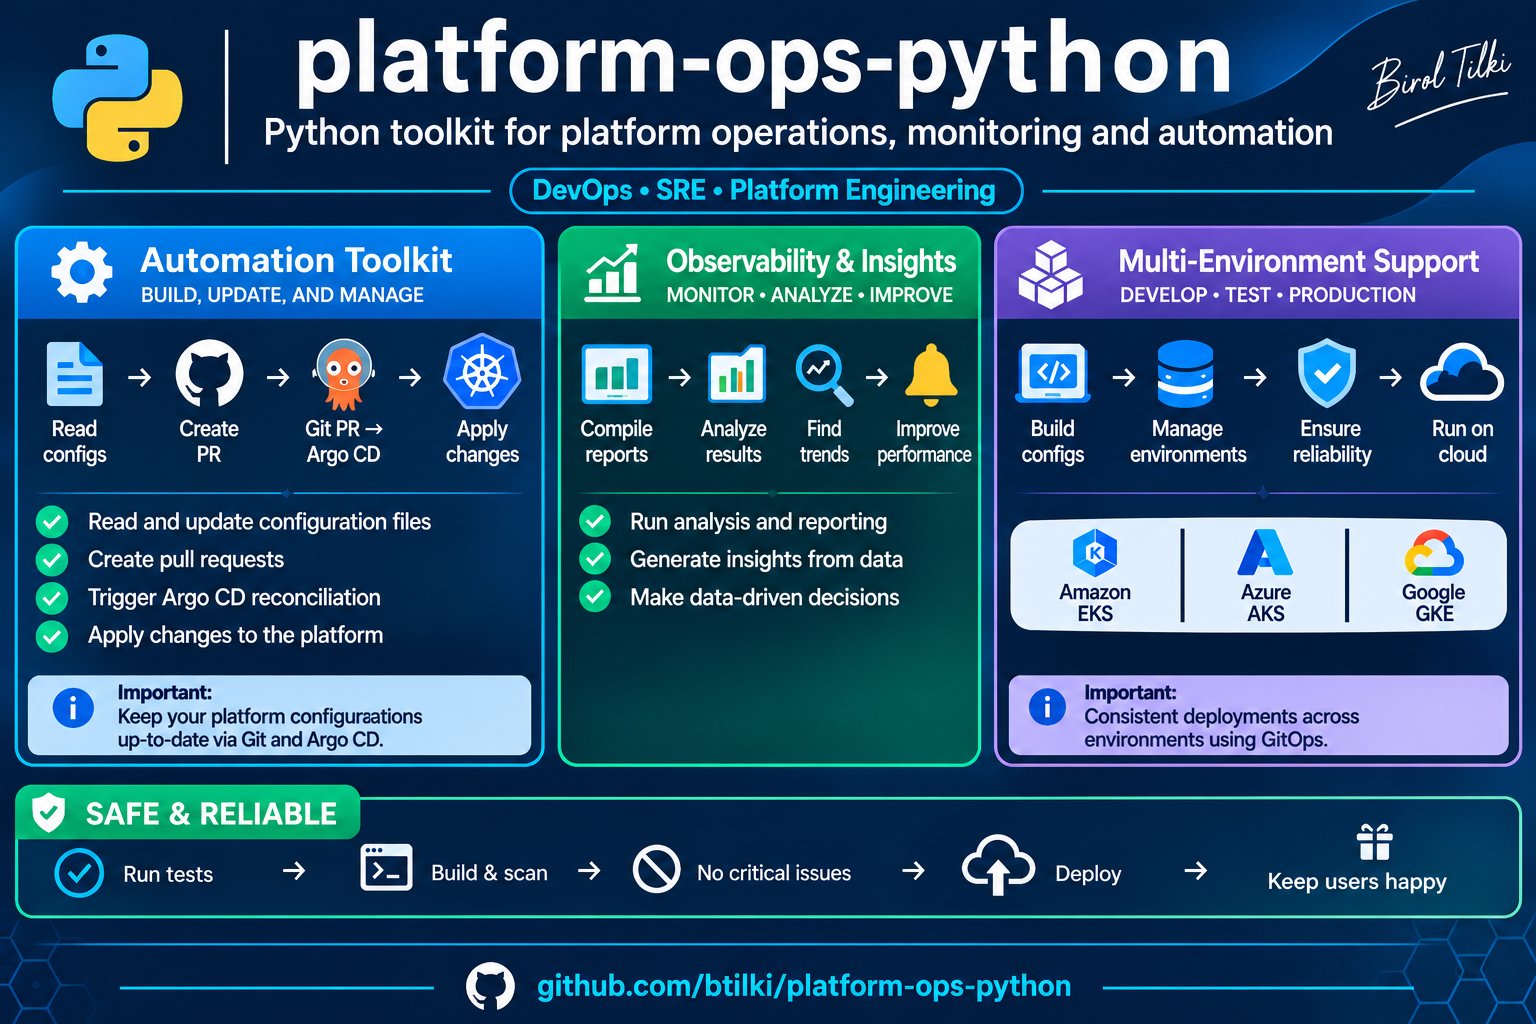 platform-ops-python
Birol Tilki
Python toolkit for platform operations, monitoring and automation
DevOps • SRE • Platform Engineering
Automation Toolkit
BUILD, UPDATE, AND MANAGE
Read
configs
Create
PR
Git PR →
Argo CD
Apply
changes
Read and update configuration files
Create pull requests
Trigger Argo CD reconciliation
Apply changes to the platform
Important:
Keep your platform configuraations
up-to-date via Git and Argo CD.
Observability & Insights
MONITOR • ANALYZE • IMPROVE
Compile
reports
Analyze
results
Find
trends
Improve
performance
Run analysis and reporting
Generate insights from data
Make data-driven decisions
Multi-Environment Support
DEVELOP • TEST • PRODUCTION
Build
configs
Manage
environments
Ensure
reliability
Run on
cloud
K
Amazon
EKS
Azure
AKS
Google
GKE
Important:
Consistent deployments across
environments using GitOps.
SAFE & RELIABLE
Run tests
Build & scan
No critical issues
Deploy
Keep users happy
github.com/btilki/platform-ops-python